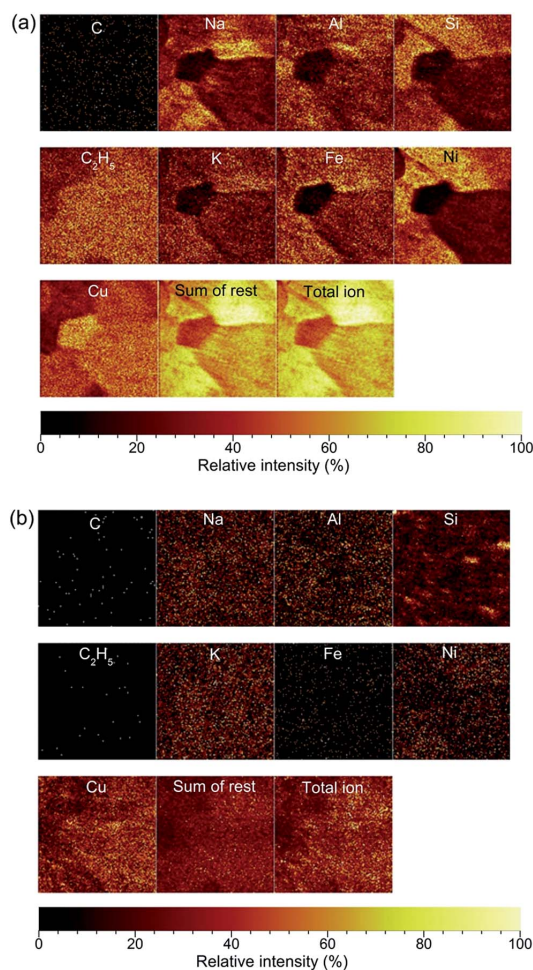 (a)
C Na Al Si
C₂H₅ K Fe Ni
Cu Sum of rest Total ion
0 20 40 60 80 100
Relative intensity (%)
(b)
C Na Al Si
C₂H₅ K Fe Ni
Cu Sum of rest Total ion
0 20 40 60 80 100
Relative intensity (%)